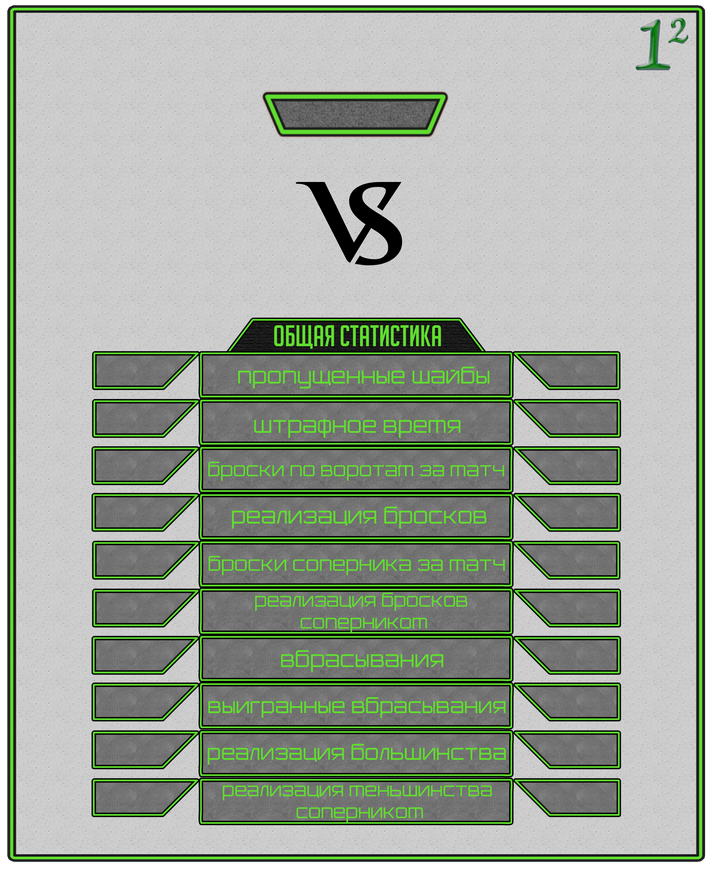 1²
VS
ОБЩАЯ СТАТИСТИКА
пропущенные шайбы
штрафное время
броски по воротам за матч
реализация бросков
броски соперника за матч
реализация бросков
соперником
вбрасывания
выигранные вбрасывания
реализация большинства
реализация меньшинства
соперником